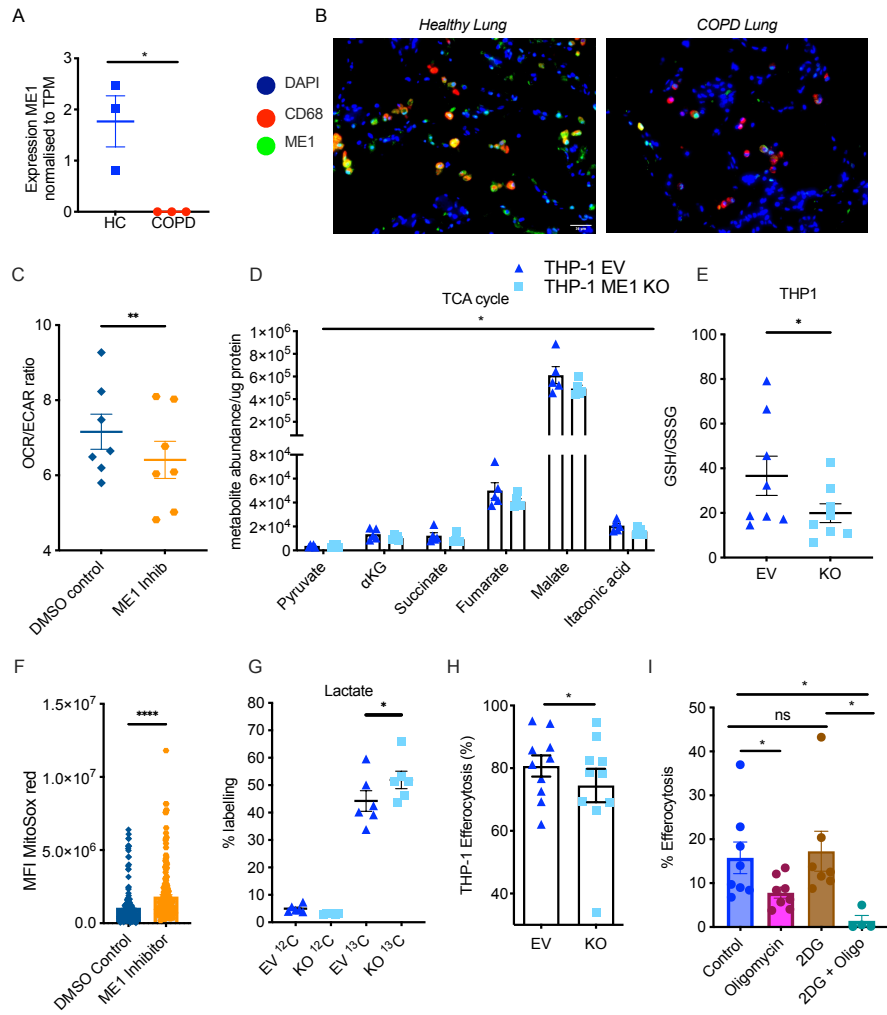 A
Expression ME1
normalised to TPM
3
2
1
0
*
HC
COPD
DAPI
CD68
ME1
B
Healthy Lung
COPD Lung
C
OCR/ECAR ratio
10
8
6
4
**
DMSO control
ME1 Inhib
D
THP-1 EV
THP-1 ME1 KO
TCA cycle
*
metabolite abundance/ug protein
1×10⁶
8×10⁵
6×10⁵
4×10⁵
2×10⁵
8×10⁴
6×10⁴
4×10⁴
2×10⁴
0
Pyruvate
αKG
Succinate
Fumarate
Malate
Itaconic acid
E
THP1
GSH/GSSG
100
80
60
40
20
0
*
EV
KO
F
MFI MitoSox red
1.5×10⁷
1.0×10⁷
5.0×10⁶
0.0
****
DMSO Control
ME1 Inhibitor
G
Lactate
% labelling
80
70
60
50
40
30
20
10
0
*
EV ¹²C
KO ¹²C
EV ¹³C
KO ¹³C
H
THP-1 Efferocytosis (%)
100
80
60
40
*
EV
KO
I
% Efferocytosis
50
40
30
20
10
0
*
ns
*
*
Control
Oligomycin
2DG
2DG + Oligo